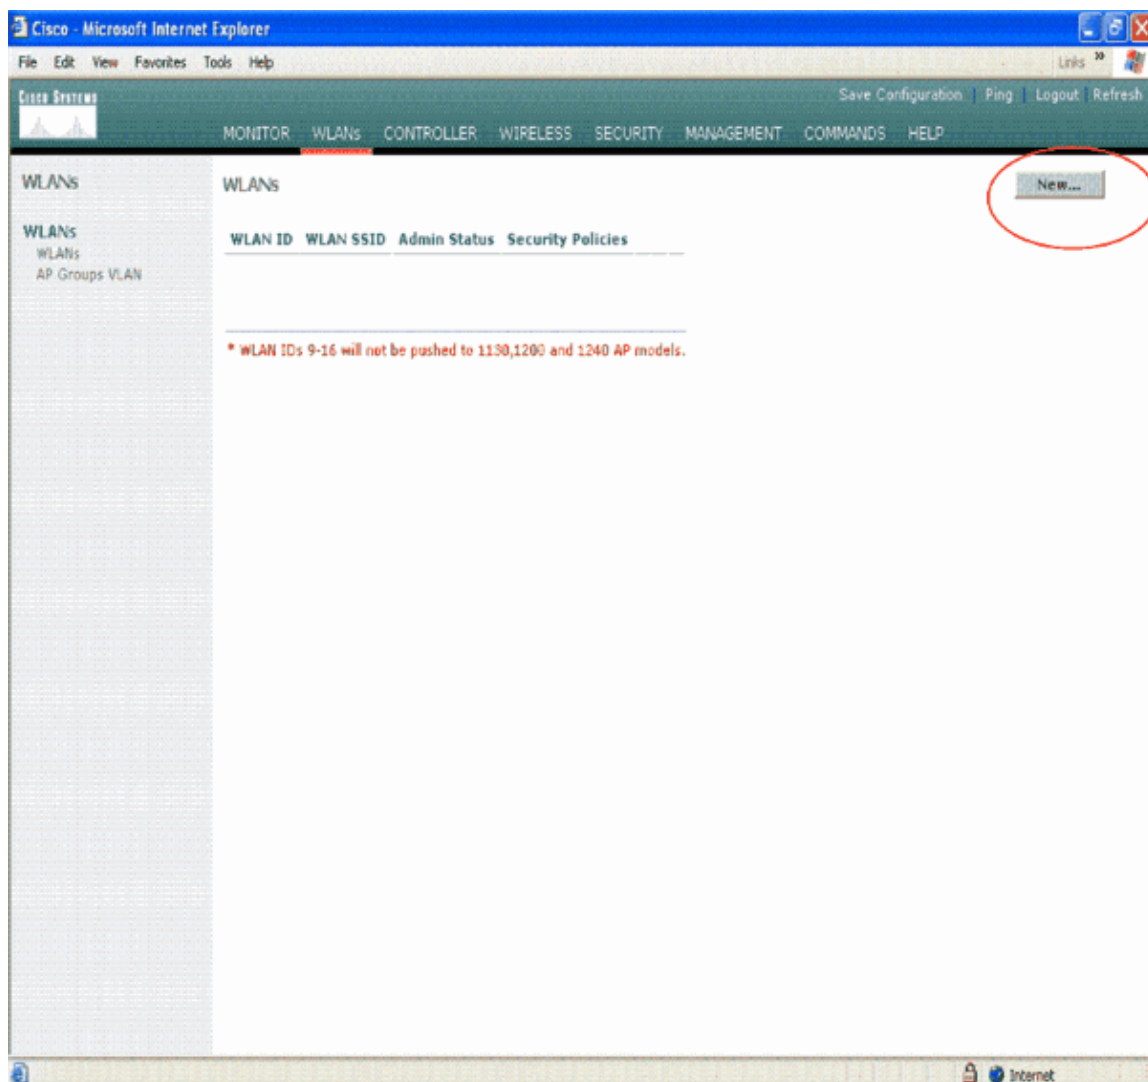 Cisco - Microsoft Internet Explorer
File Edit View Favorites Tools Help Links »
CISCO SYSTEMS
Save Configuration | Ping | Logout | Refresh
MONITOR WLANs CONTROLLER WIRELESS SECURITY MANAGEMENT COMMANDS HELP
WLANs
WLANs
WLANs
AP Groups VLAN
WLANs
New...
WLAN ID WLAN SSID Admin Status Security Policies
* WLAN IDs 9-16 will not be pushed to 1130,1200 and 1240 AP models.
Internet